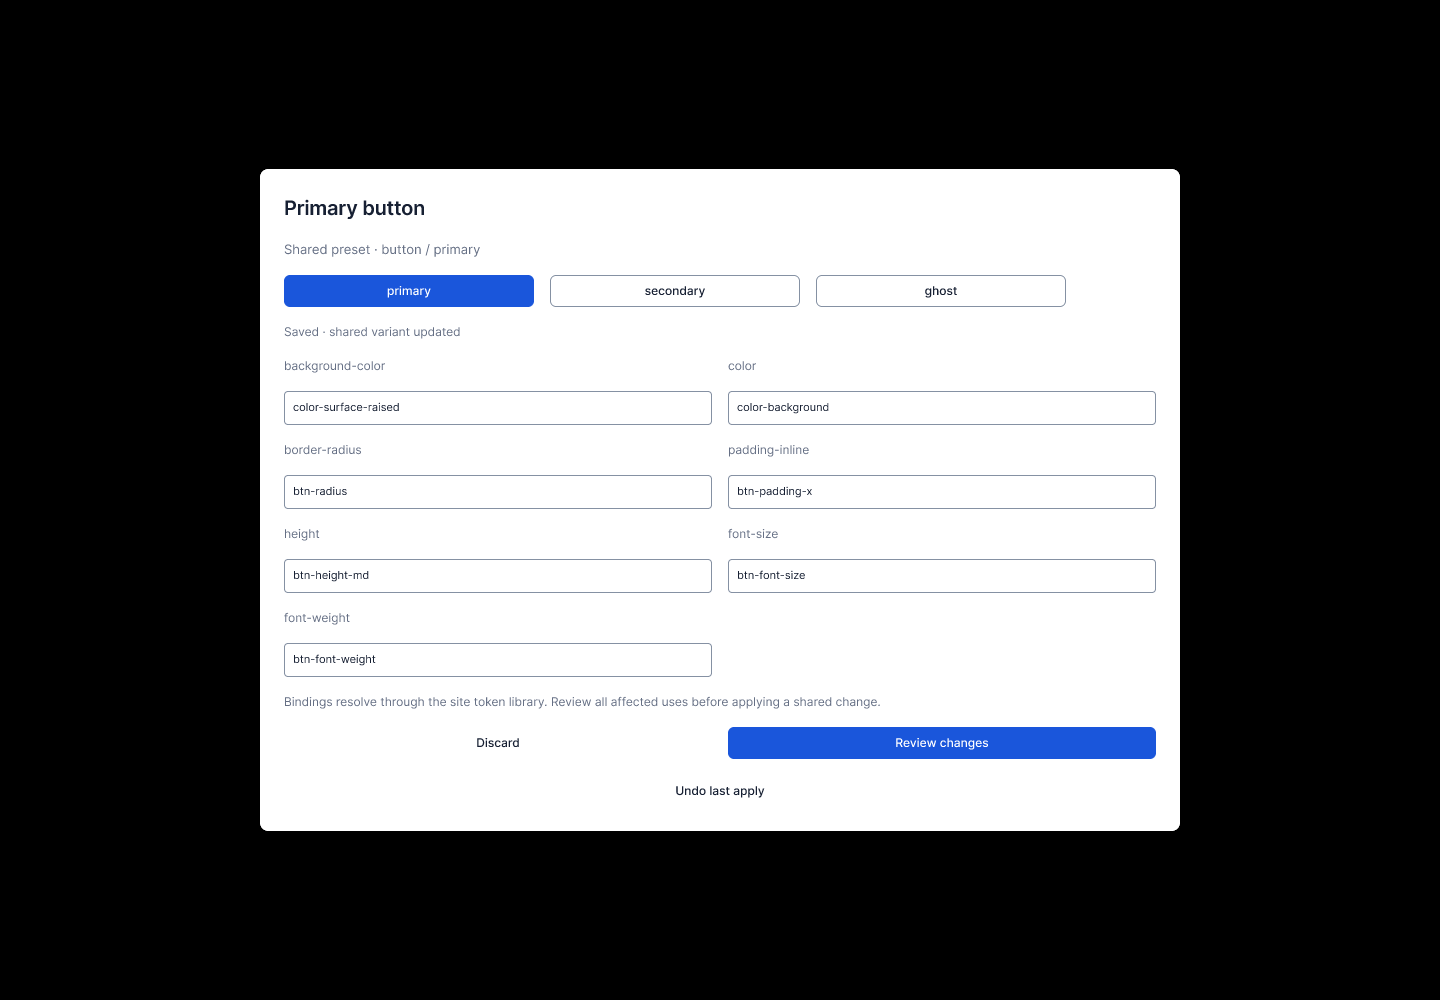 Primary button
Shared preset · button / primary
primary
secondary
ghost
Saved · shared variant updated
background-color
color
color-surface-raised
color-background
border-radius
padding-inline
btn-radius
btn-padding-x
height
font-size
btn-height-md
btn-font-size
font-weight
btn-font-weight
Bindings resolve through the site token library. Review all affected uses before applying a shared change.
Discard
Review changes
Undo last apply